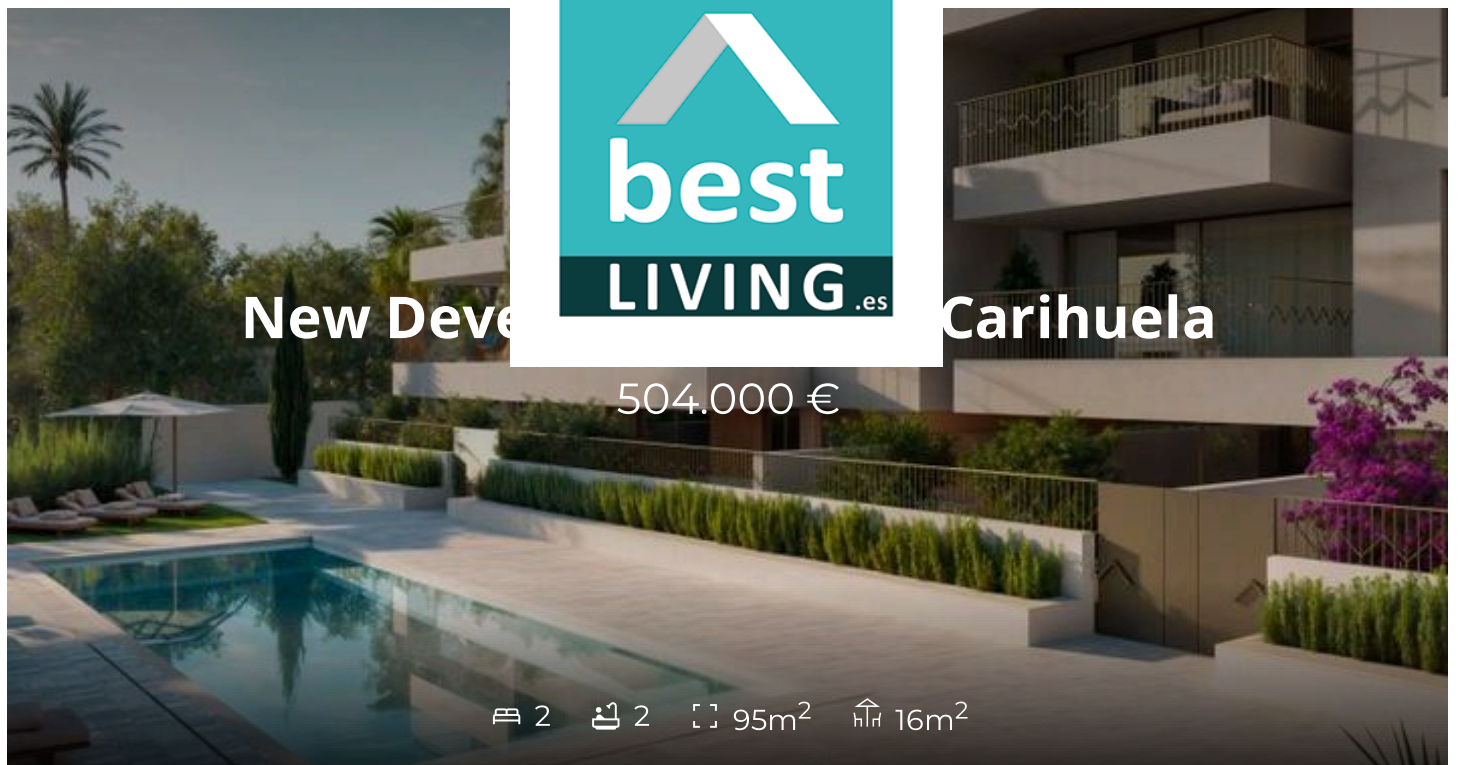 best
LIVING.es
New Deve Carihuela
504.000 €
2 2 95m² 16m²